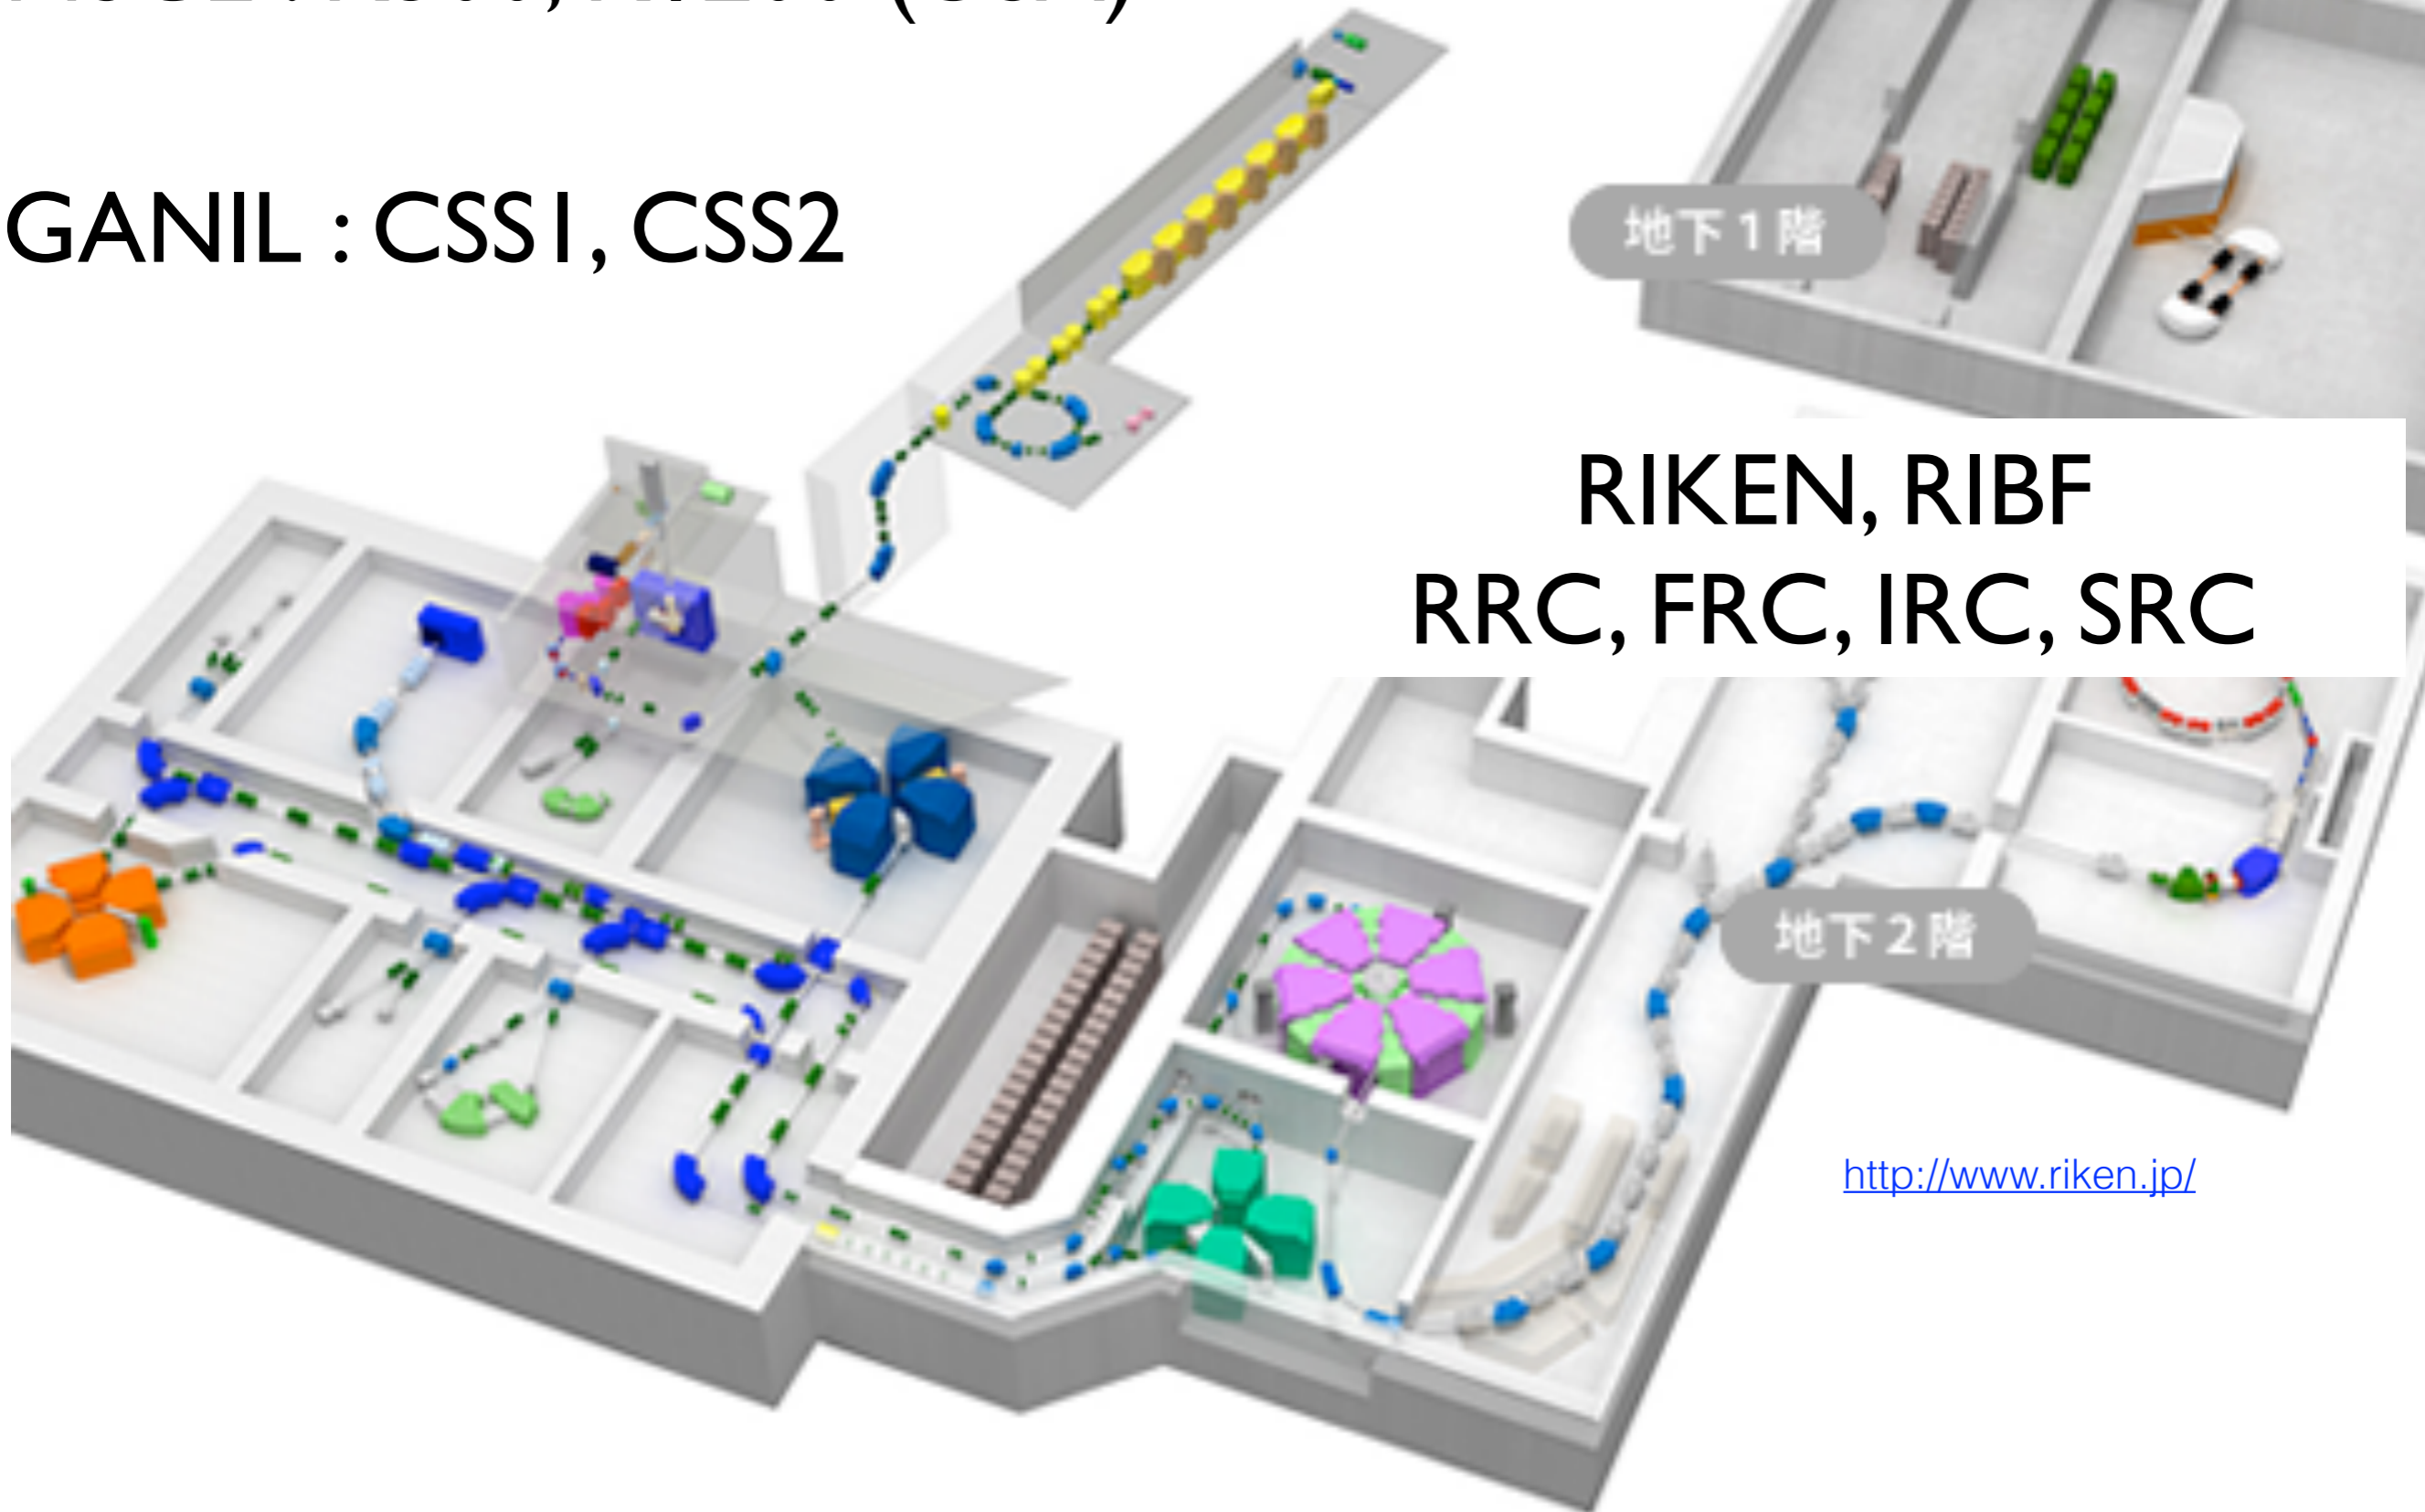 GANIL : CSS1, CSS2
地下1階
RIKEN, RIBF
RRC, FRC, IRC, SRC
地下2階
http://www.riken.jp/